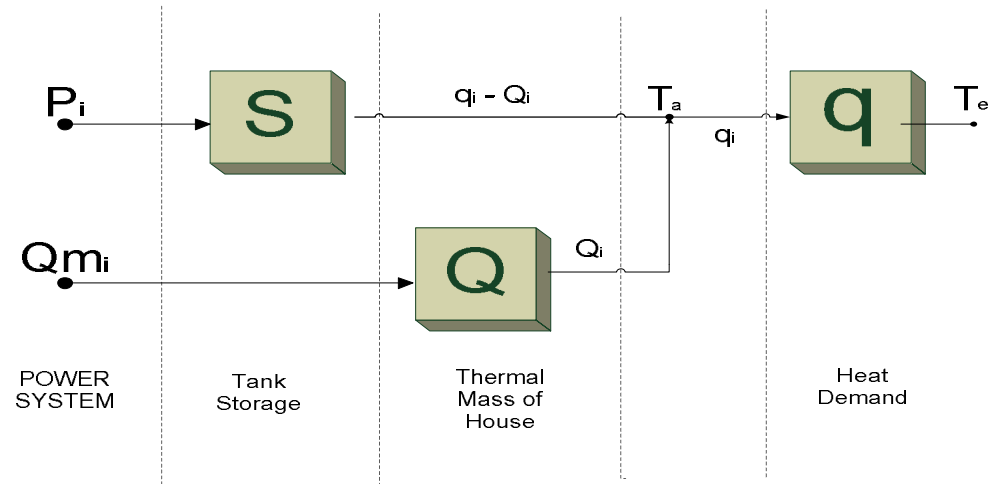 Pi
S
qi - Qi
Ta
qi
q
Te
Qmi
Q
Qi
POWER
SYSTEM
Tank
Storage
Thermal
Mass of
House
Heat
Demand